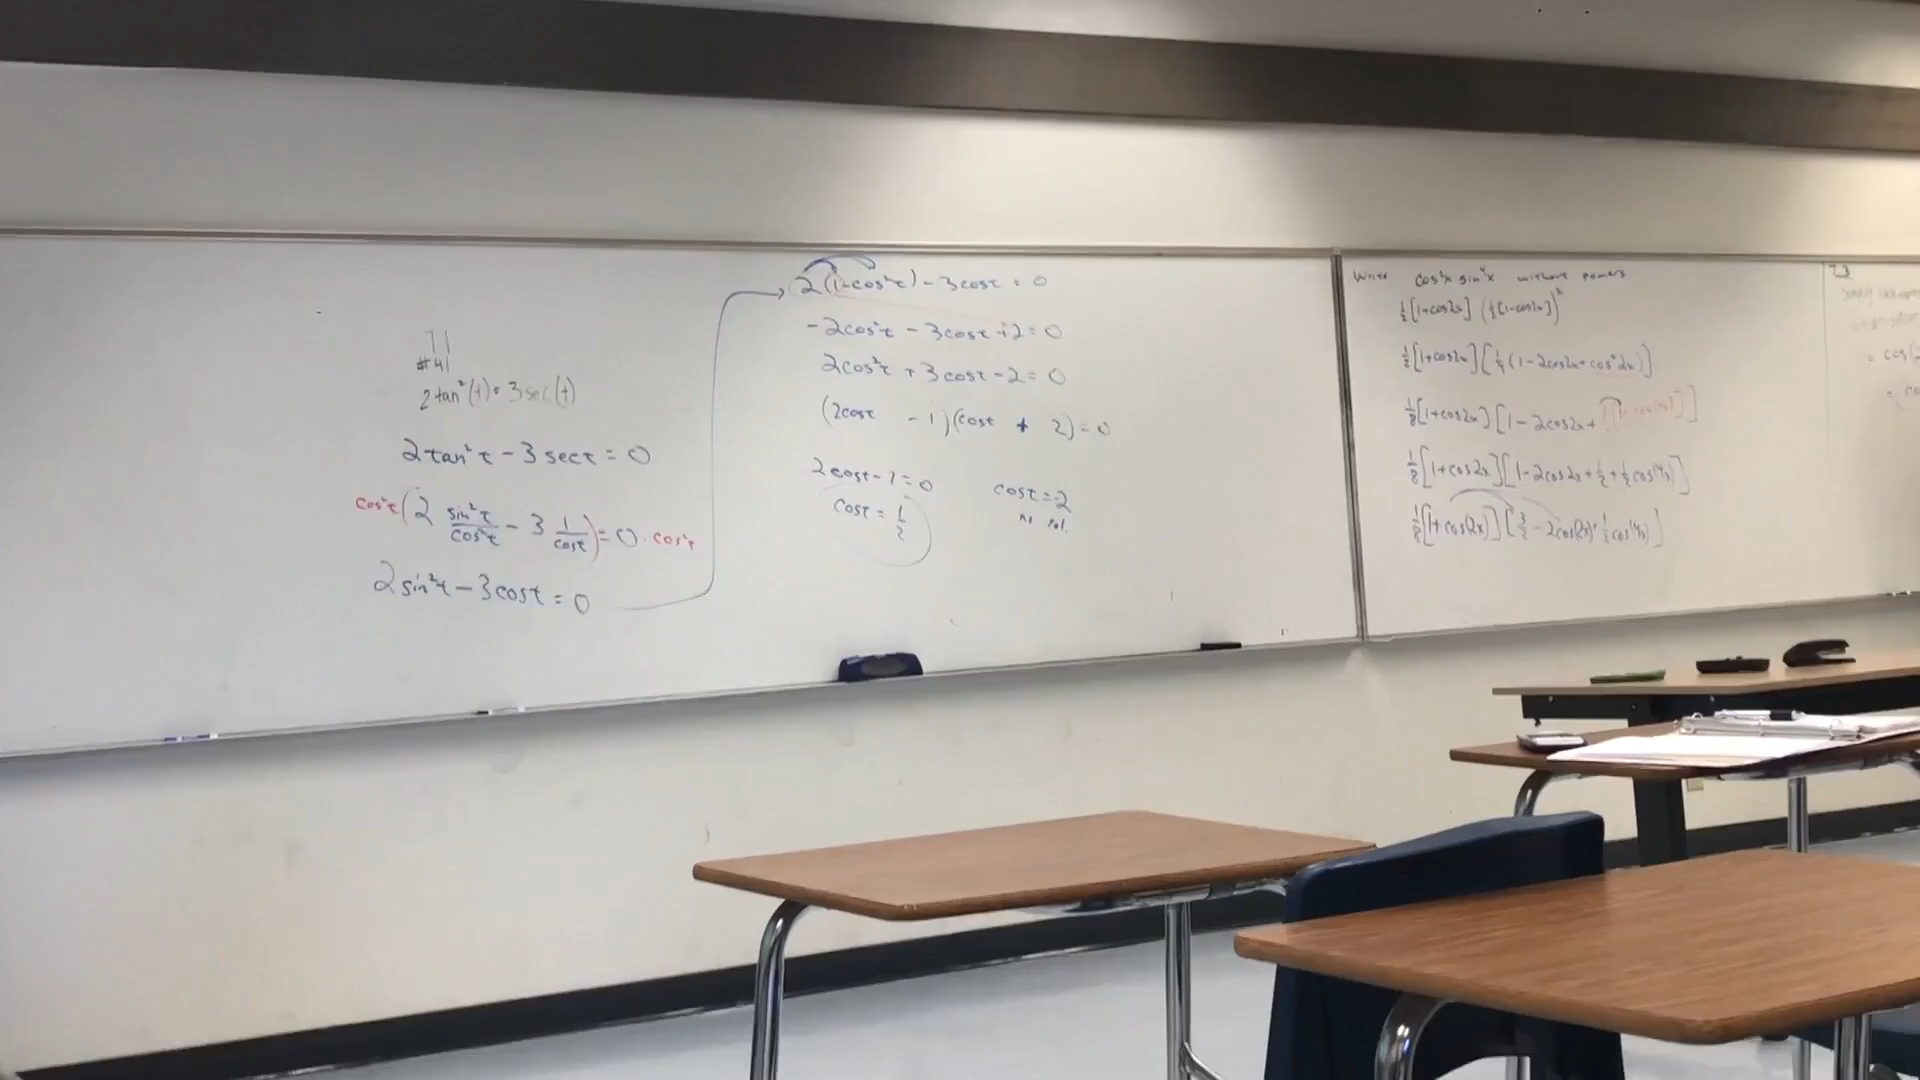 7.1
#41
2tan²(t) = 3sec(t)
2tan²t - 3sect = 0
cos²t (2 sin²t/cos²t - 3 1/cost) = 0 · cos²t
2sin²t - 3cost = 0
2(1-cos²t) - 3cost = 0
-2cos²t - 3cost + 2 = 0
2cos²t + 3cost - 2 = 0
(2cost - 1)(cost + 2) = 0
2cost - 1 = 0
cost = 1/2
cost = -2
no sol.
Write cos²x sin⁴x without powers
½[1+cos2x] (½[1-cos2x])²
½[1+cos2x][¼(1-2cos2x+cos²2x)]
⅛[1+cos2x][1-2cos2x+
⅛[1+cos2x][1-2cos2x+½+½cos(4x)]
⅛[1+cos(2x)][3/2-2cos(2x)+½cos(4x)]
7.3